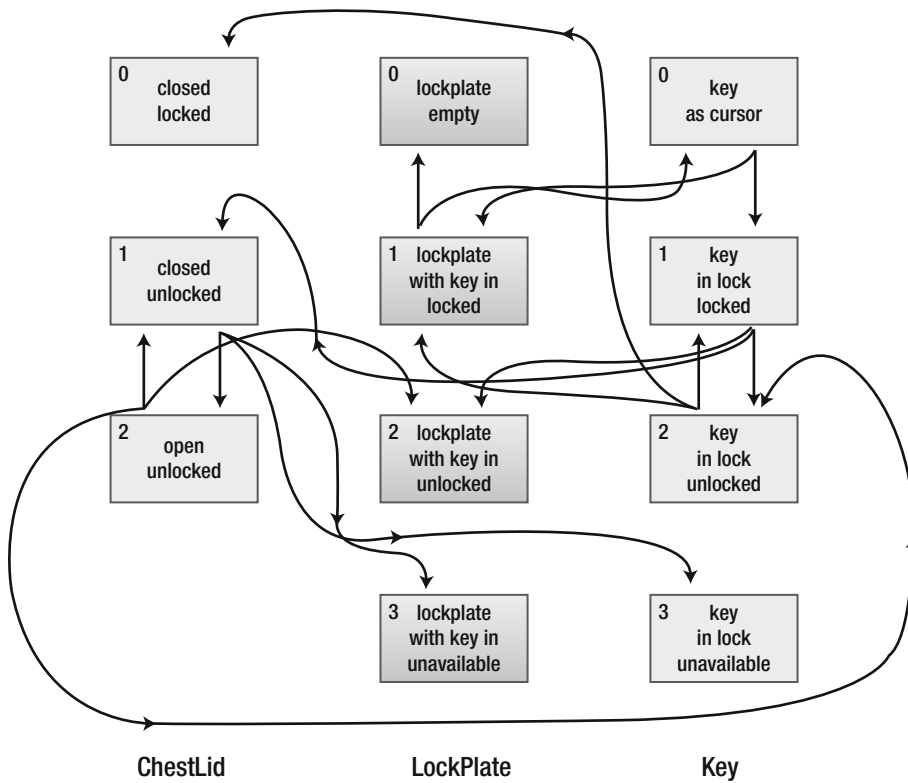 0
closed
locked
0
lockplate
empty
0
key
as cursor
1
closed
unlocked
1
lockplate
with key in
locked
1
key
in lock
locked
2
open
unlocked
2
lockplate
with key in
unlocked
2
key
in lock
unlocked
3
lockplate
with key in
unavailable
3
key
in lock
unavailable
ChestLid
LockPlate
Key